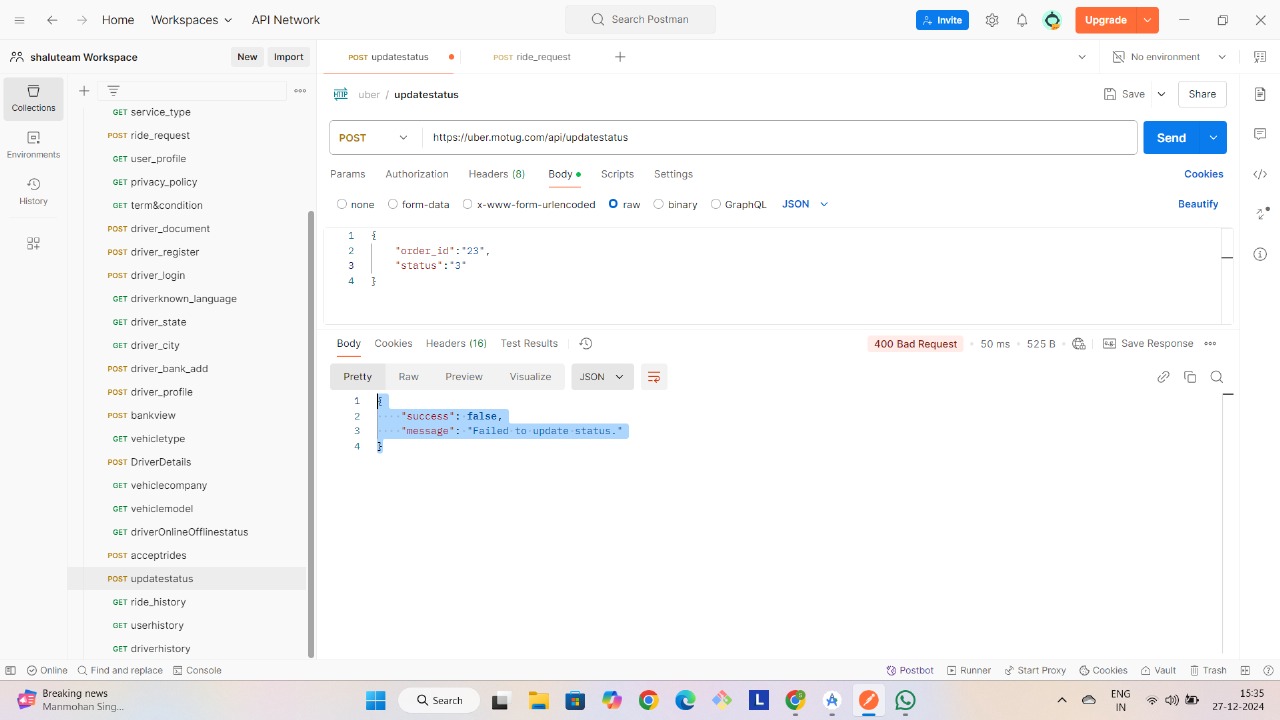 Home
Workspaces
API Network
Search Postman
Invite
Upgrade
shaluteam Workspace
New
Import
POST updatestatus
POST ride_request
No environment
Collections
Environments
History
GET service_type
POST ride_request
GET user_profile
GET privacy_policy
GET term&condition
POST driver_document
POST driver_register
POST driver_login
GET driverknown_language
GET driver_state
GET driver_city
POST driver_bank_add
POST driver_profile
POST bankview
GET vehicletype
POST DriverDetails
GET vehiclecompany
GET vehiclemodel
GET driverOnlineOfflinestatus
POST acceptrides
POST updatestatus
GET ride_history
GET userhistory
GET driverhistory
HTTP uber / updatestatus
Save
Share
POST https://uber.motug.com/api/updatestatus
Send
Params Authorization Headers (8) Body Scripts Settings
Cookies
none form-data x-www-form-urlencoded raw binary GraphQL JSON
Beautify
1 {
2 "order_id":"23",
3 "status":"3"
4 }
Body Cookies Headers (16) Test Results
400 Bad Request • 50 ms • 525 B
Save Response
Pretty Raw Preview Visualize JSON
1 {
2 "success": false,
3 "message": "Failed to update status."
4 }
Online Find and replace Console
Postbot Runner Start Proxy Cookies Vault Trash
Breaking news
Manmohan Sing...
Search
L
ENG
IN
15:35
27-12-2024